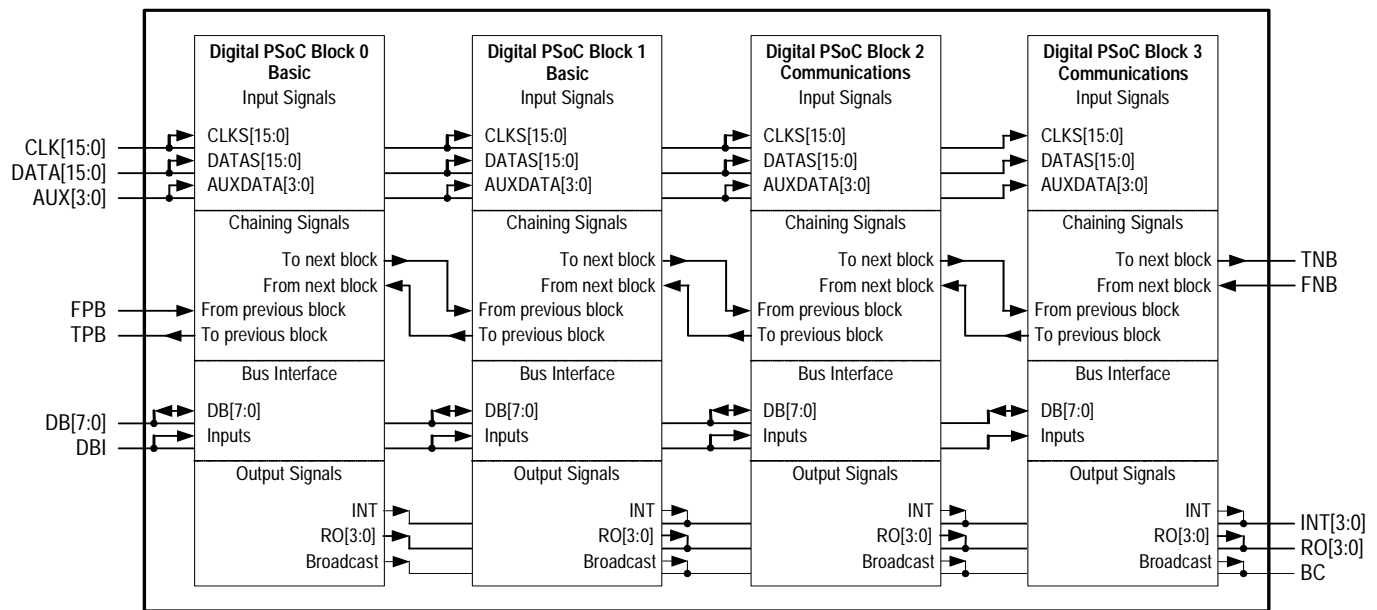 Digital PSoC Block 0
Basic
Input Signals
CLKS[15:0]
DATAS[15:0]
AUXDATA[3:0]
Chaining Signals
To next block
From next block
From previous block
To previous block
Bus Interface
DB[7:0]
Inputs
Output Signals
INT
RO[3:0]
Broadcast
Digital PSoC Block 1
Basic
Input Signals
CLKS[15:0]
DATAS[15:0]
AUXDATA[3:0]
Chaining Signals
To next block
From next block
From previous block
To previous block
Bus Interface
DB[7:0]
Inputs
Output Signals
INT
RO[3:0]
Broadcast
Digital PSoC Block 2
Communications
Input Signals
CLKS[15:0]
DATAS[15:0]
AUXDATA[3:0]
Chaining Signals
To next block
From next block
From previous block
To previous block
Bus Interface
DB[7:0]
Inputs
Output Signals
INT
RO[3:0]
Broadcast
Digital PSoC Block 3
Communications
Input Signals
CLKS[15:0]
DATAS[15:0]
AUXDATA[3:0]
Chaining Signals
To next block
From next block
From previous block
To previous block
Bus Interface
DB[7:0]
Inputs
Output Signals
INT
RO[3:0]
Broadcast
CLK[15:0]
DATA[15:0]
AUX[3:0]
FPB
TPB
DB[7:0]
DBI
TNB
FNB
INT[3:0]
RO[3:0]
BC